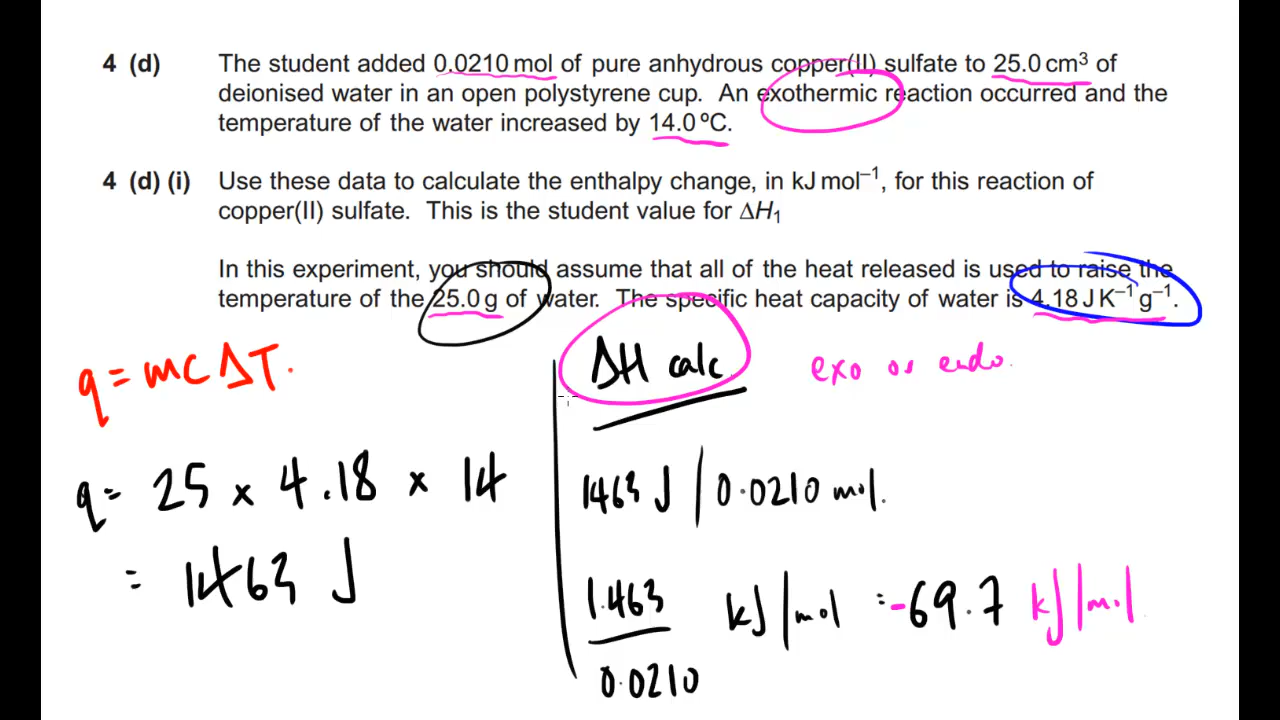 4 (d) The student added 0.0210 mol of pure anhydrous copper(II) sulfate to 25.0 cm³ of
deionised water in an open polystyrene cup. An exothermic reaction occurred and the
temperature of the water increased by 14.0 ºC.
4 (d) (i) Use these data to calculate the enthalpy change, in kJ mol⁻¹, for this reaction of
copper(II) sulfate. This is the student value for ΔH₁
In this experiment, you should assume that all of the heat released is used to raise the
temperature of the 25.0 g of water. The specific heat capacity of water is 4.18 J K⁻¹ g⁻¹.
q = mcΔT.
q = 25 × 4.18 × 14
= 1463 J
ΔH calc
exo or endo.
1463 J / 0.0210 mol.
1.463
0.0210
kJ/mol = -69.7 kJ/mol